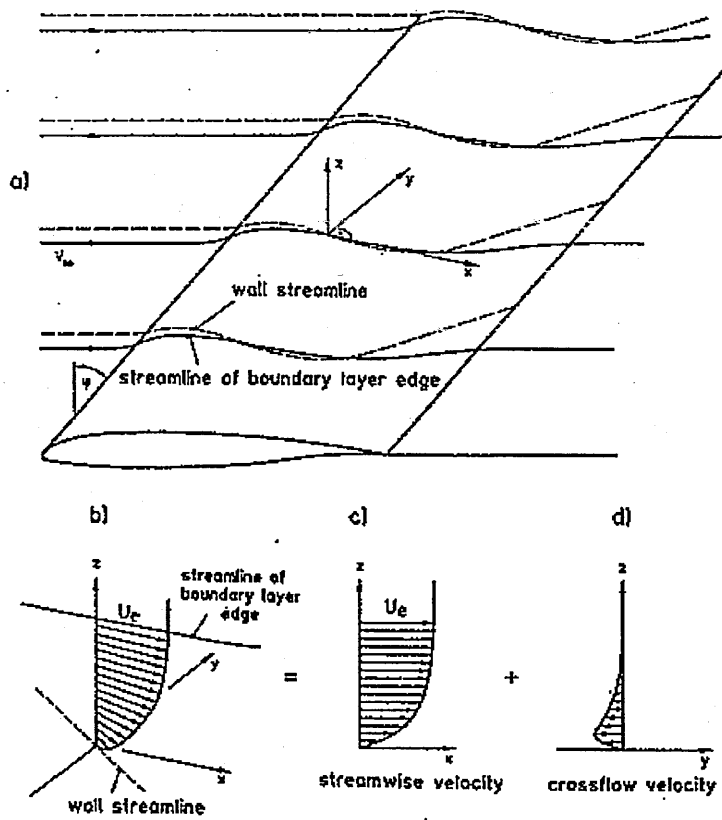 a)
z
y
V∞
x
wall streamline
streamline of boundary layer edge
φ
b)
c)
d)
z
streamline of
boundary layer
edge
Ue
y
x
wall streamline
=
z
Ue
x
streamwise velocity
+
z
y
crossflow velocity